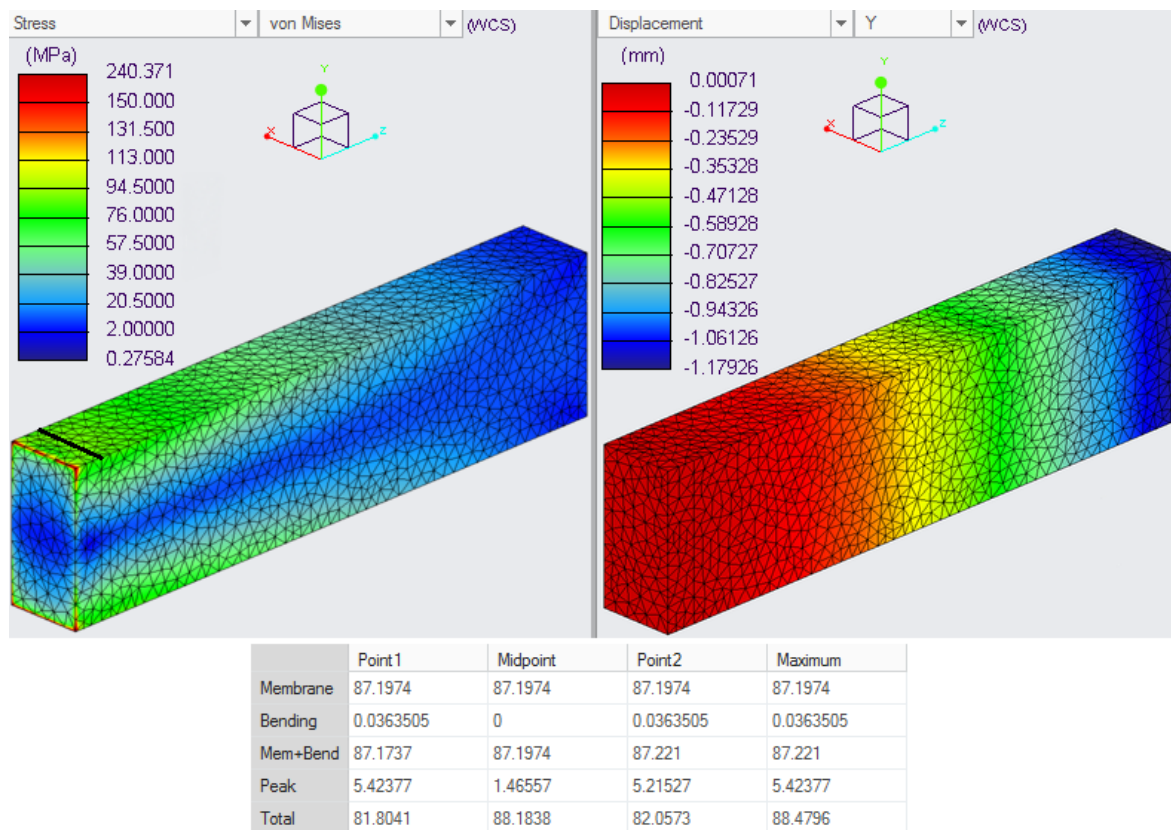 Stress von Mises (WCS)
(MPa)
240.371
150.000
131.500
113.000
94.5000
76.0000
57.5000
39.0000
20.5000
2.00000
0.27584
Y
X
Z
Displacement Y (WCS)
(mm)
0.00071
-0.11729
-0.23529
-0.35328
-0.47128
-0.58928
-0.70727
-0.82527
-0.94326
-1.06126
-1.17926
Y
X
Z
Point1 Midpoint Point2 Maximum
Membrane 87.1974 87.1974 87.1974 87.1974
Bending 0.0363505 0 0.0363505 0.0363505
Mem+Bend 87.1737 87.1974 87.221 87.221
Peak 5.42377 1.46557 5.21527 5.42377
Total 81.8041 88.1838 82.0573 88.4796